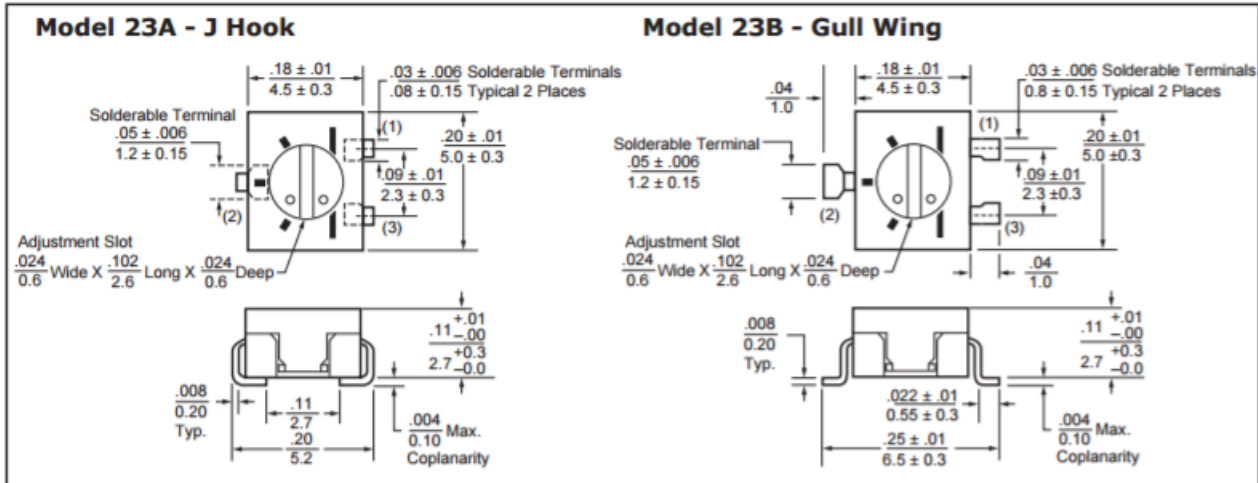 Model 23A - J Hook
.18 ± .01
4.5 ± 0.3
.03 ± .006 Solderable Terminals
.08 ± 0.15 Typical 2 Places
Solderable Terminal
.05 ± .006
1.2 ± 0.15
(1)
.20 ± .01
5.0 ± 0.3
.09 ± .01
2.3 ± 0.3
(2)
(3)
Adjustment Slot
.024 Wide X .102 Long X .024 Deep
0.6 2.6 0.6
.11 +.01 –.00
2.7 +0.3 –0.0
.008
0.20
Typ.
.11
2.7
.20
5.2
.004
0.10 Max.
Coplanarity
Model 23B - Gull Wing
.04
1.0
.18 ± .01
4.5 ± 0.3
.03 ± .006 Solderable Terminals
0.8 ± 0.15 Typical 2 Places
Solderable Terminal
.05 ± .006
1.2 ± 0.15
(1)
.20 ±.01
5.0 ±0.3
.09 ± .01
2.3 ±0.3
(2)
(3)
Adjustment Slot
.024 Wide X .102 Long X .024 Deep
0.6 2.6 0.6
.04
1.0
.008
0.20
Typ.
.11 +.01 –.00
2.7 +0.3 –0.0
.022 ± .01
0.55 ± 0.3
.25 ± .01
6.5 ± 0.3
.004
0.10 Max.
Coplanarity